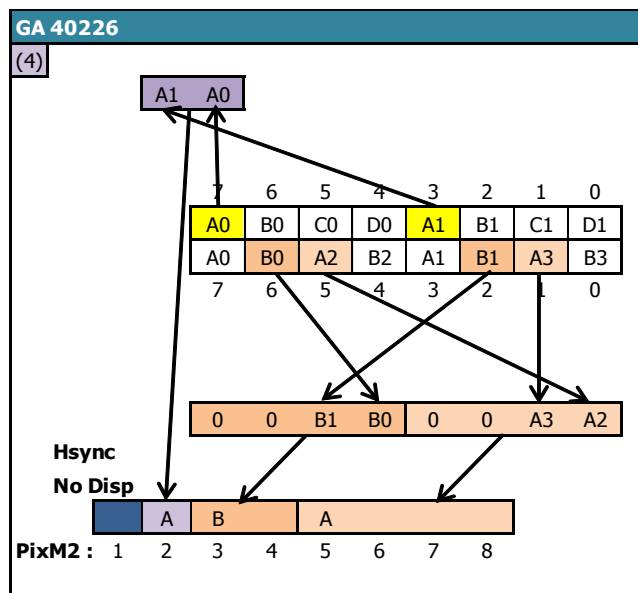 GA 40226
(4)
A1 A0
7 6 5 4 3 2 1 0
A0 B0 C0 D0 A1 B1 C1 D1
A0 B0 A2 B2 A1 B1 A3 B3
7 6 5 4 3 2 1 0
0 0 B1 B0 0 0 A3 A2
Hsync
No Disp
A B A
PixM2 : 1 2 3 4 5 6 7 8